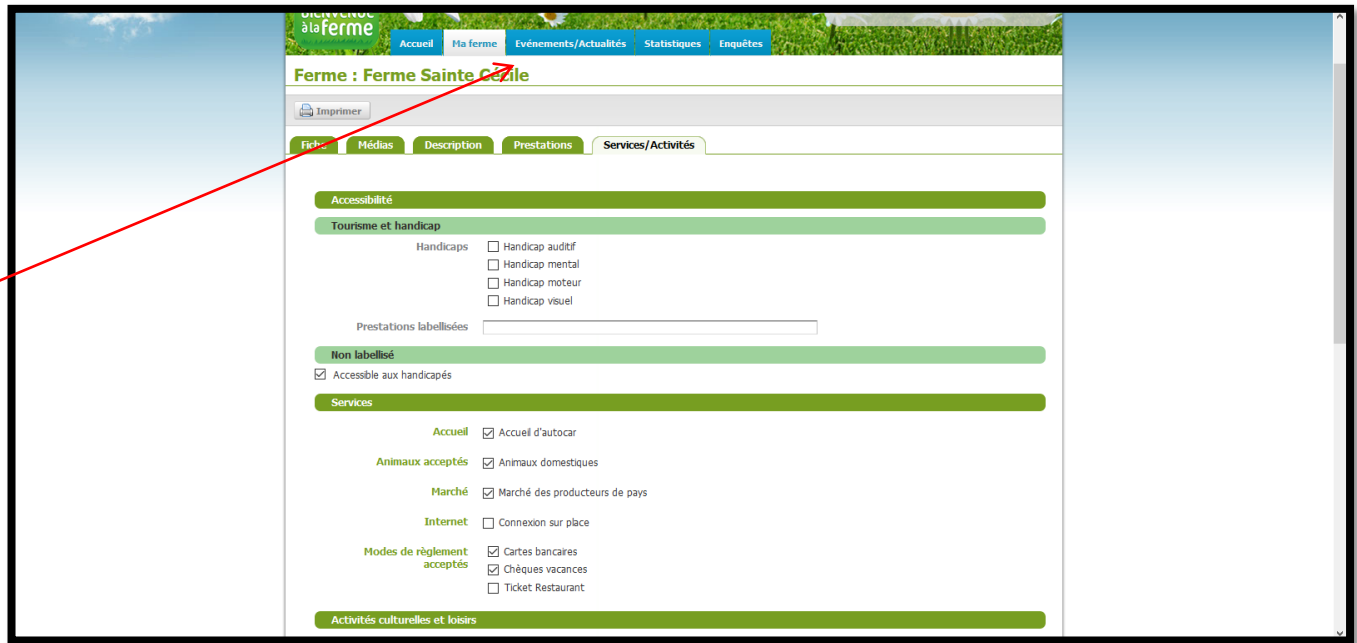 BIENVENUE
à la ferme
Accueil Ma ferme Evénements/Actualités Statistiques Enquêtes
Ferme : Ferme Sainte Cécile
Imprimer
Fiche Médias Description Prestations Services/Activités
Accessibilité
Tourisme et handicap
Handicaps Handicap auditif
Handicap mental
Handicap moteur
Handicap visuel
Prestations labellisées
Non labellisé
Accessible aux handicapés
Services
Accueil Accueil d'autocar
Animaux acceptés Animaux domestiques
Marché Marché des producteurs de pays
Internet Connexion sur place
Modes de règlement acceptés Cartes bancaires
Chèques vacances
Ticket Restaurant
Activités culturelles et loisirs